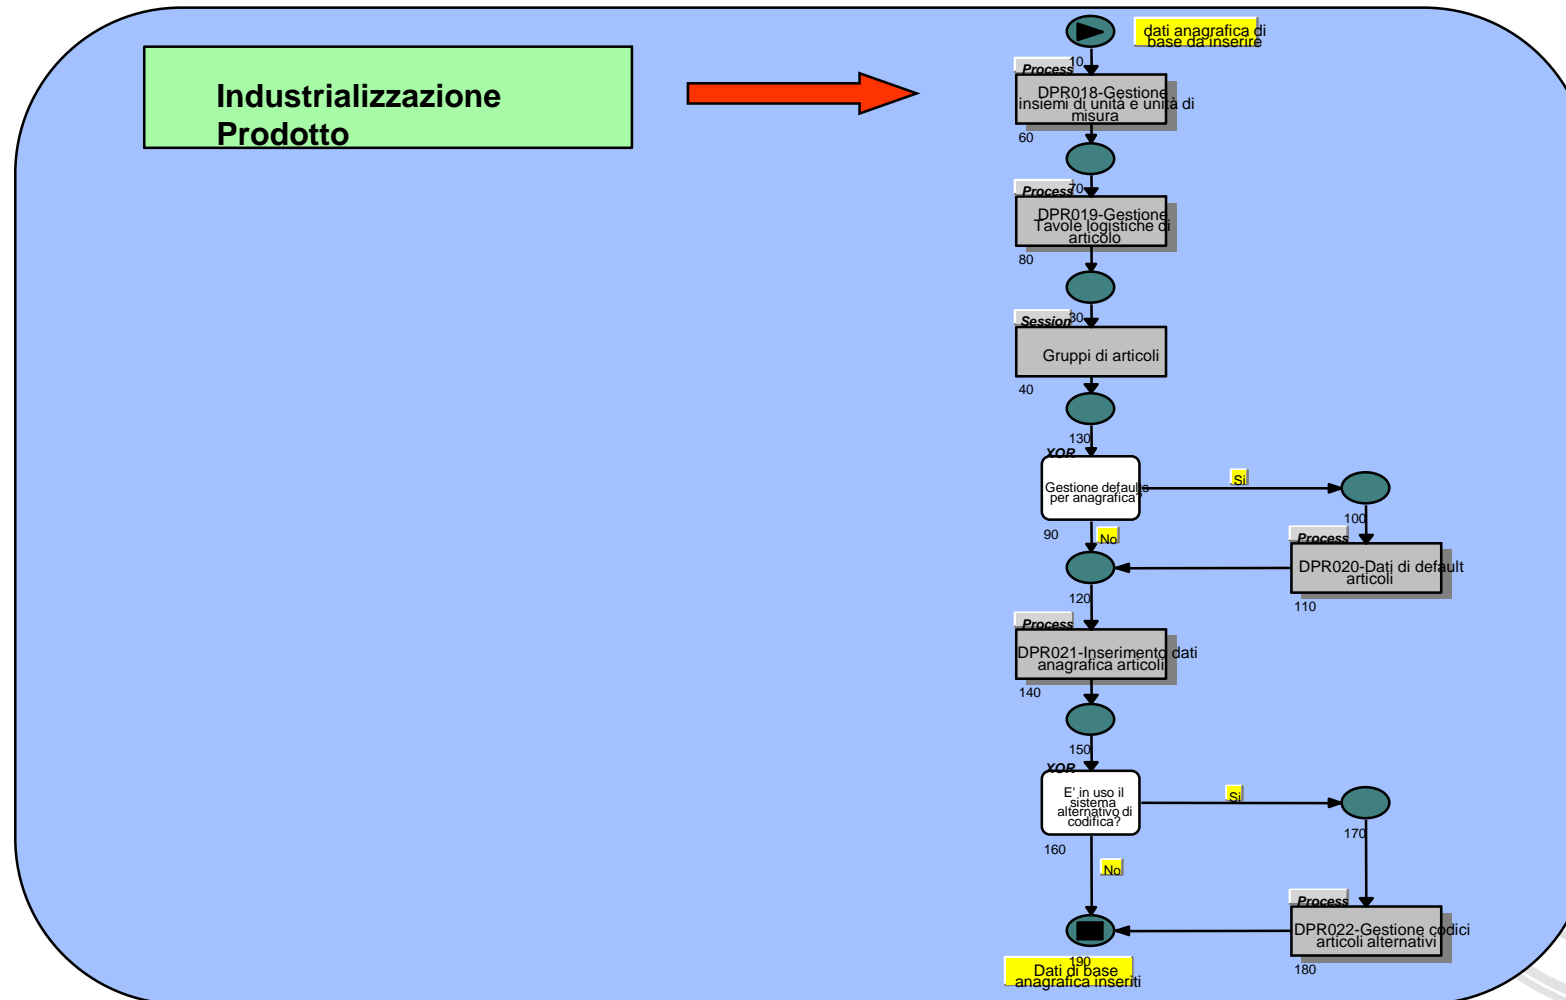 Industrializzazione
Prodotto
dati anagrafica di
base da inserire
10
Process
DPR018-Gestione
insiemi di unità e unità di
misura
60
70
Process
DPR019-Gestione
Tavole logistiche di
articolo
80
30
Session
Gruppi di articoli
40
130
XOR
Gestione defaults
per anagrafica?
Si
90
No
100
Process
DPR020-Dati di default
articoli
110
120
Process
DPR021-Inserimento dati
anagrafica articoli
140
150
XOR
E' in uso il
sistema
alternativo di
codifica?
Si
160
No
170
Process
DPR022-Gestione codici
articoli alternativi
180
190
Dati di base
anagrafica inseriti